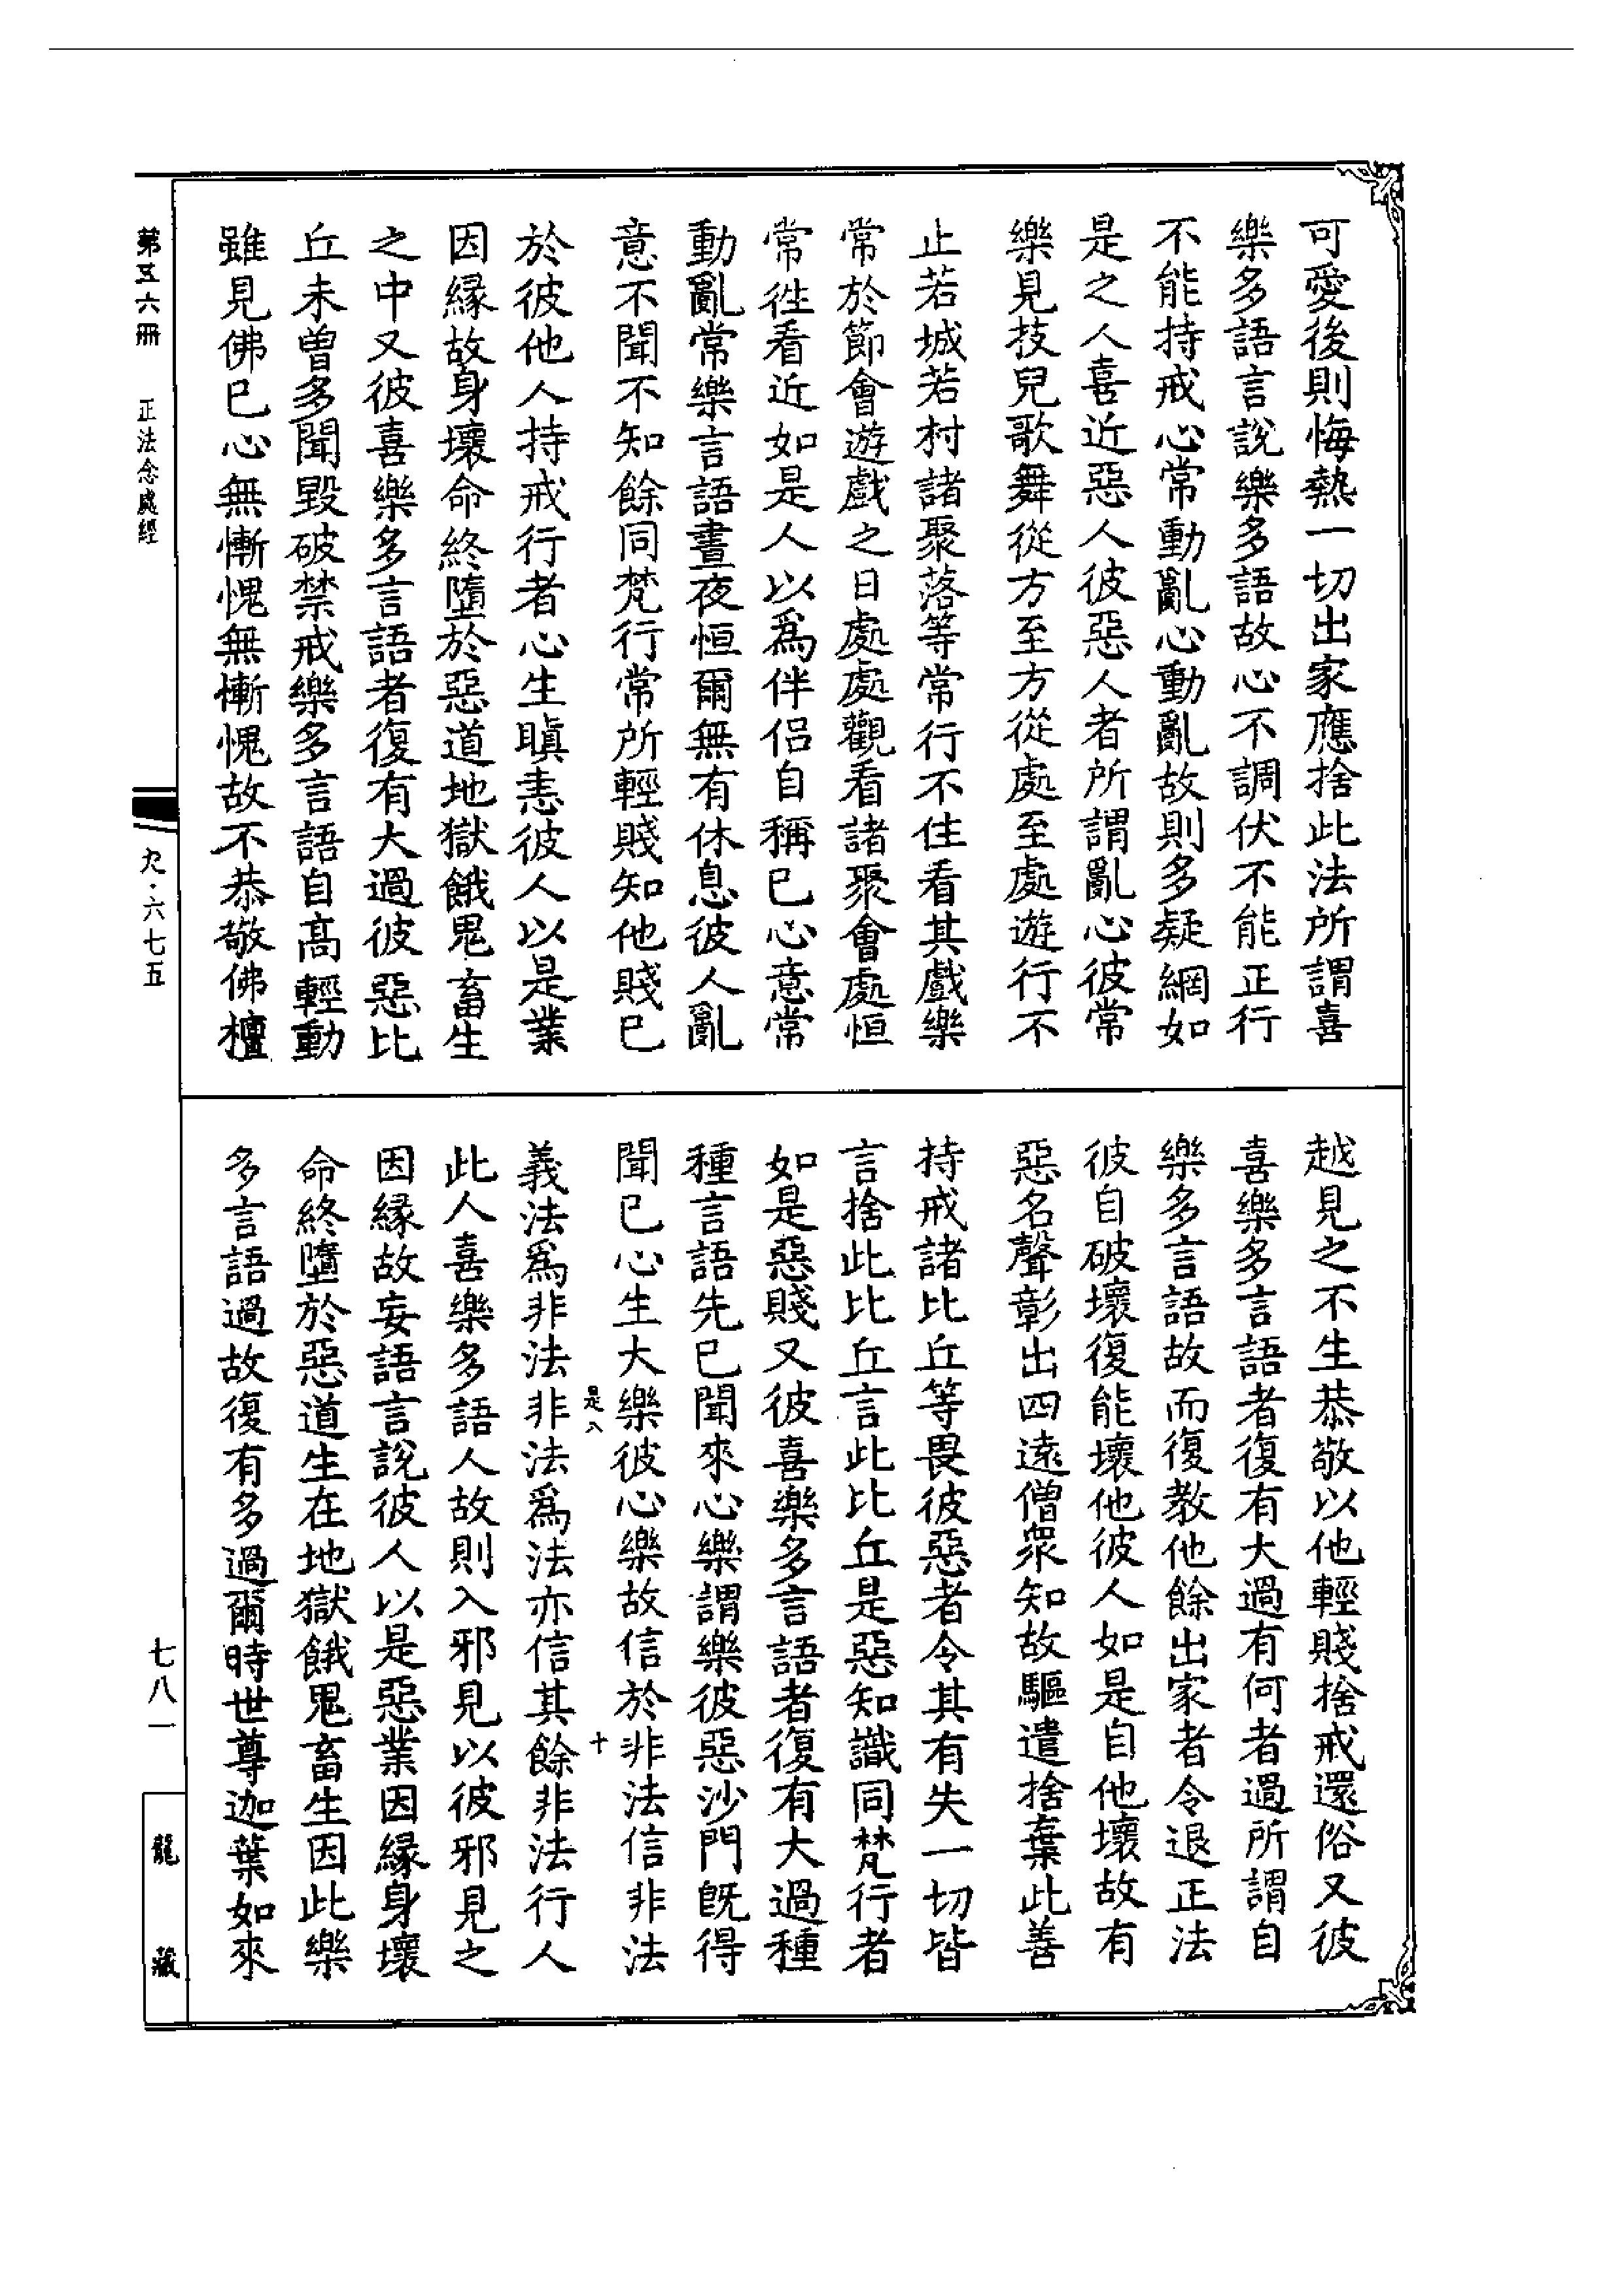 可愛後則悔熱一切出家應捨此法所謂喜
樂多語言說樂多語故心不調伏不能正行
不能持戒心常動亂心動亂故則多疑網如
是之人喜近惡人彼惡人者所謂亂心彼常
樂見技兒歌舞從方至方從處至處遊行不
止若城若村諸聚落等常行不住看其戲樂
常於節會遊戲之日處處觀看諸聚會處恒
常徃看近如是人以爲伴侶自稱已心意常
動亂常樂言語晝夜恒爾無有休息彼人亂
意不聞不知餘同梵行常所輕賤知他賤已
於彼他人持戒行者心生瞋恚彼人以是業
因緣故身壞命終墮於惡道地獄餓鬼畜生
之中又彼喜樂多言語者復有大過彼惡比
丘未曾多聞毀破禁戒樂多言語自高輕動
雖見佛已心無慚愧無慚愧故不恭敬佛檀
越見之不生恭敬以他輕賤捨戒還俗又彼
喜樂多言語者復有大過有何者過所謂自
樂多言語故而復教他餘出家者令退正法
彼自破壞復能壞他彼人如是自他壞故有
惡名聲彰出四遠僧眾知故驅遣捨棄此善
持戒諸比丘等畏彼惡者令其有失一切皆
言捨此比丘言此比丘是惡知識同梵行者
如是惡賤又彼喜樂多言語者復有大過種
種言語先已聞來心樂謂樂彼惡沙門旣得
聞已心生大樂彼心樂故信於非法信非法
是八
十
義法爲非法非法爲法亦信其餘非法行人
此人喜樂多語人故則入邪見以彼邪見之
因緣故妄語言說彼人以是惡業因緣身壞
命終墮於惡道生在地獄餓鬼畜生因此樂
多言語過故復有多過爾時世尊迦葉如來
第五六冊
正法念處經
九·六七五
七八一
龍藏